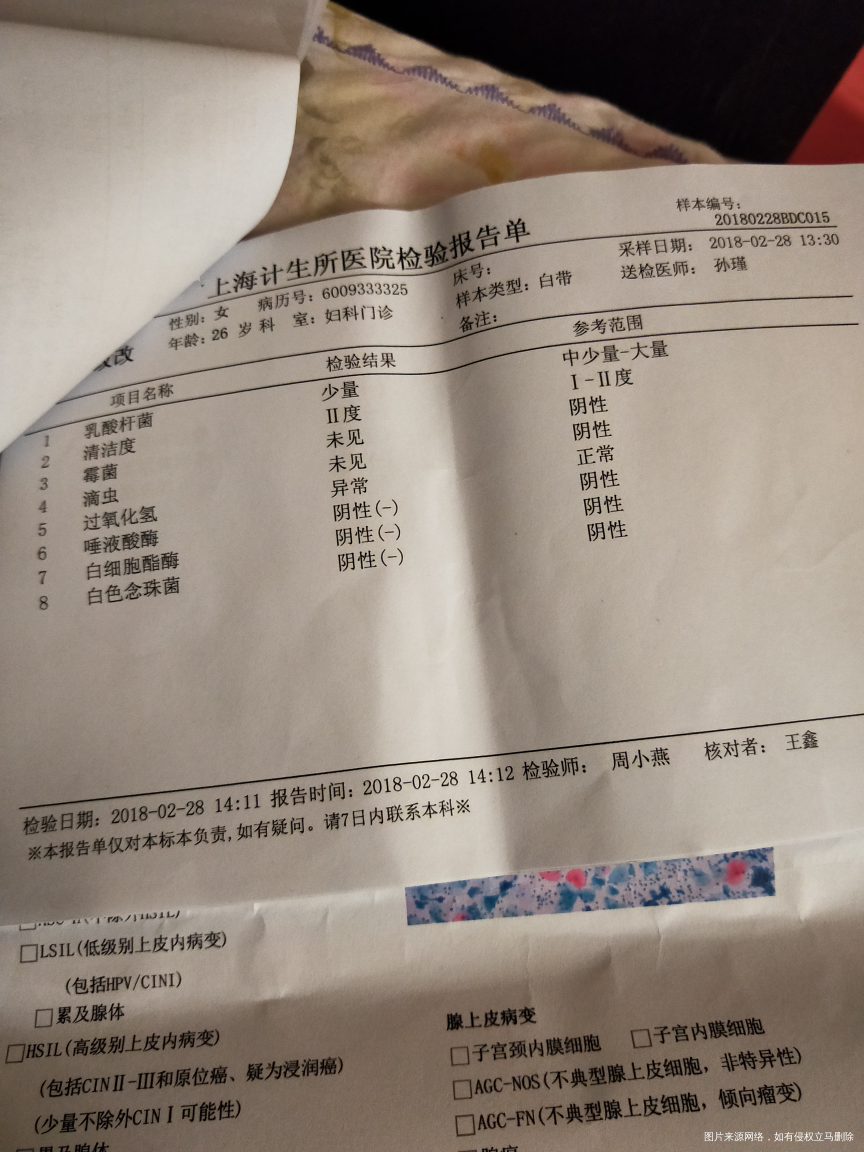 样本编号：
20180228BDC015
上海计生所医院检验报告单
采样日期： 2018-02-28 13:30
床号：
性别：女 病历号：6009333325
样本类型：白带
送检医师： 孙瑾
年龄：26 岁 科 室：妇科门诊
备注：
改
项目名称 检验结果 参考范围
1 乳酸杆菌 少量 中少量-大量
2 清洁度 Ⅱ度 Ⅰ-Ⅱ度
3 霉菌 未见 阴性
4 滴虫 未见 阴性
5 过氧化氢 异常 正常
6 唾液酸酶 阴性(-) 阴性
7 白细胞酯酶 阴性(-) 阴性
8 白色念珠菌 阴性(-) 阴性
检验日期：2018-02-28 14:11 报告时间：2018-02-28 14:12 检验师： 周小燕 核对者： 王鑫
※本报告单仅对本标本负责,如有疑问。请7日内联系本科※
□LSIL(低级别上皮内病变)
(包括HPV/CINI)
□累及腺体
□HSIL(高级别上皮内病变)
(包括CINⅡ-Ⅲ和原位癌、疑为浸润癌)
(少量不除外CINⅠ可能性)
□累及腺体
腺上皮病变
□子宫颈内膜细胞 □子宫内膜细胞
□AGC-NOS(不典型腺上皮细胞，非特异性)
□AGC-FN(不典型腺上皮细胞，倾向瘤变)
图片来源网络，如有侵权立马删除